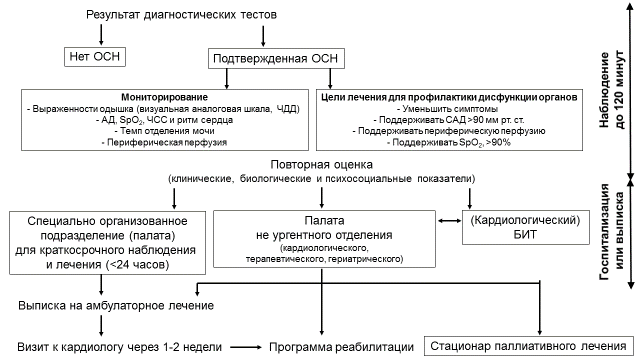 Результат диагностических тестов
Нет ОСН
Подтвержденная ОСН
Мониторирование
- Выраженности одышка (визуальная аналоговая шкала, ЧДД)
- АД, SpO2, ЧСС и ритм сердца
- Темп отделения мочи
- Периферическая перфузия
Цели лечения для профилактики дисфункции органов
- Уменьшить симптомы
- Поддерживать САД >90 мм рт. ст.
- Поддерживать периферическую перфузию
- Поддерживать SpO2, >90%
Наблюдение
до 120 минут
Повторная оценка
(клинические, биологические и психосоциальные показатели)
Специально организованное
подразделение (палата)
для краткосрочного наблюдения
и лечения (<24 часов)
Палата
не ургентного отделения
(кардиологического,
терапевтического, гериатрического)
(Кардиологический)
БИТ
Госпитализация
или выписка
Выписка на амбулаторное лечение
Визит к кардиологу через 1-2 недели
Программа реабилитации
Стационар паллиативного лечения